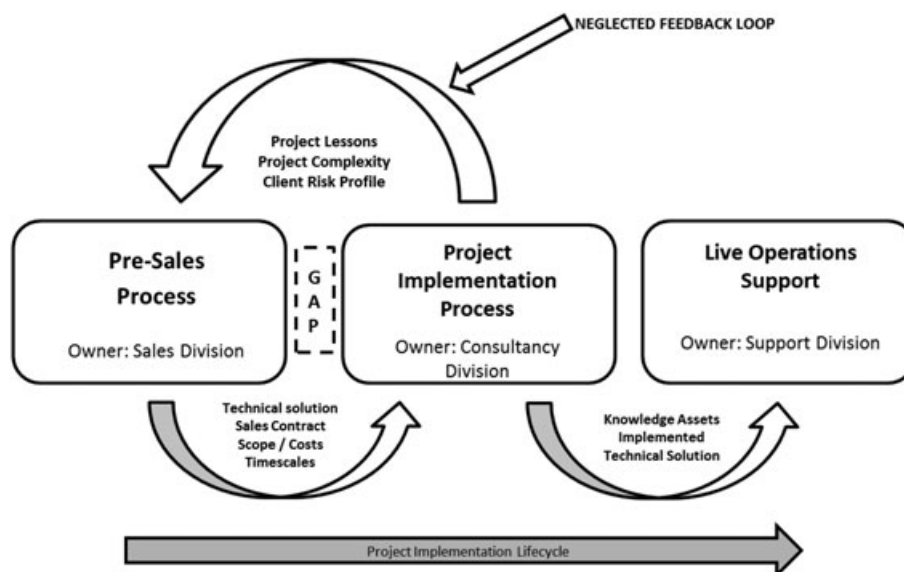 NEGLECTED FEEDBACK LOOP
Project Lessons
Project Complexity
Client Risk Profile
Pre-Sales
Process
Owner: Sales Division
G
A
P
Project
Implementation
Process
Owner: Consultancy
Division
Live Operations
Support
Owner: Support Division
Technical solution
Sales Contract
Scope / Costs
Timescales
Knowledge Assets
Implemented
Technical Solution
Project Implementation Lifecycle